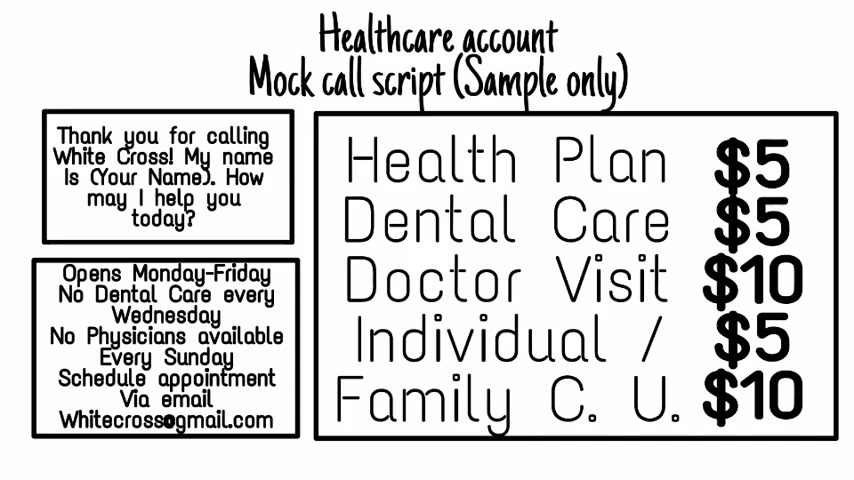 Healthcare account
Mock call script (Sample only)
Thank you for calling
White Cross! My name
Is (Your Name). How
may I help you
today?
Opens Monday-Friday
No Dental Care every
Wednesday
No Physicians available
Every Sunday
Schedule appointment
Via email
Whitecross@gmail.com
Health Plan $5
Dental Care $5
Doctor Visit $10
Individual / $5
Family C. U. $10